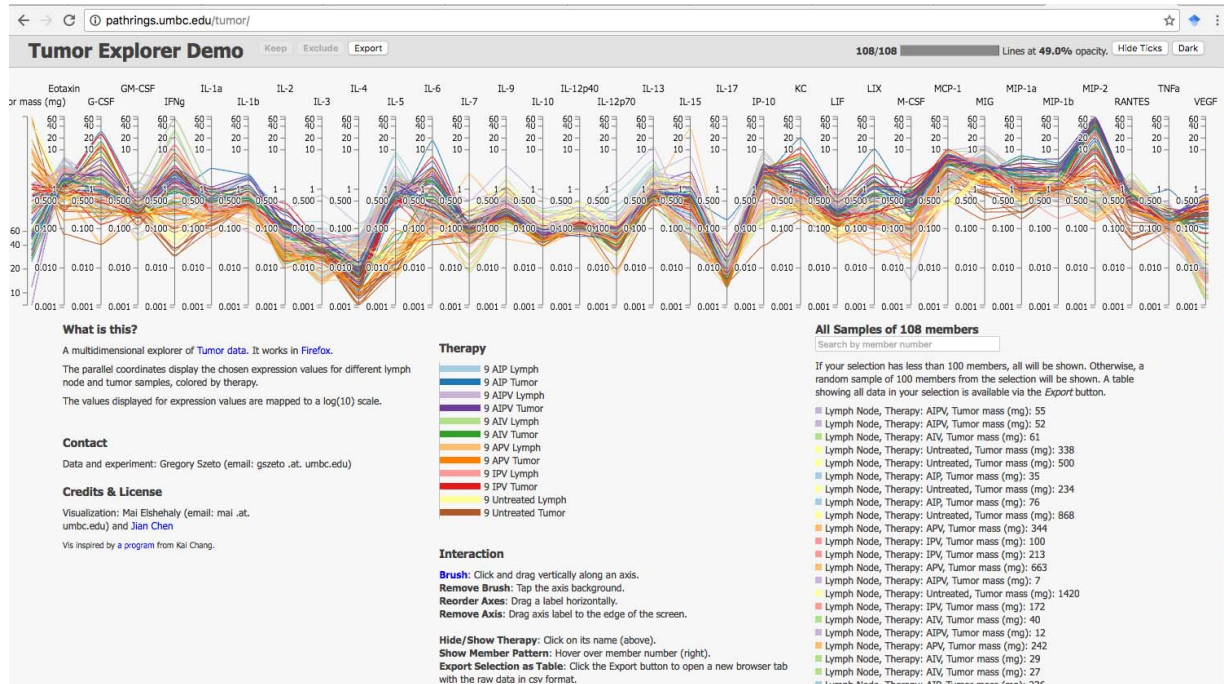 pathrings.umbc.edu/tumor/
Tumor Explorer Demo
Keep Exclude Export
108/108 Lines at 49.0% opacity. Hide Ticks Dark
Eotaxin GM-CSF IL-1a IL-2 IL-4 IL-6 IL-9 IL-12p40 IL-13 IL-17 KC LIX MCP-1 MIP-1a MIP-2 TNFa
or mass (mg) G-CSF IFNg IL-1b IL-3 IL-5 IL-7 IL-10 IL-12p70 IL-15 IP-10 LIF M-CSF MIG MIP-1b RANTES VEGF
What is this?
A multidimensional explorer of Tumor data. It works in Firefox.
The parallel coordinates display the chosen expression values for different lymph
node and tumor samples, colored by therapy.
The values displayed for expression values are mapped to a log(10) scale.
Contact
Data and experiment: Gregory Szeto (email: gszeto .at. umbc.edu)
Credits & License
Visualization: Mai Elshehaly (email: mai .at.
umbc.edu) and Jian Chen
Vis inspired by a program from Kai Chang.
Therapy
9 AIP Lymph
9 AIP Tumor
9 AIPV Lymph
9 AIPV Tumor
9 AIV Lymph
9 AIV Tumor
9 APV Lymph
9 APV Tumor
9 IPV Lymph
9 IPV Tumor
9 Untreated Lymph
9 Untreated Tumor
Interaction
Brush: Click and drag vertically along an axis.
Remove Brush: Tap the axis background.
Reorder Axes: Drag a label horizontally.
Remove Axis: Drag axis label to the edge of the screen.
Hide/Show Therapy: Click on its name (above).
Show Member Pattern: Hover over member number (right).
Export Selection as Table: Click the Export button to open a new browser tab
with the raw data in csv format.
All Samples of 108 members
Search by member number
If your selection has less than 100 members, all will be shown. Otherwise, a
random sample of 100 members from the selection will be shown. A table
showing all data in your selection is available via the Export button.
Lymph Node, Therapy: AIPV, Tumor mass (mg): 55
Lymph Node, Therapy: AIPV, Tumor mass (mg): 52
Lymph Node, Therapy: AIV, Tumor mass (mg): 61
Lymph Node, Therapy: Untreated, Tumor mass (mg): 338
Lymph Node, Therapy: Untreated, Tumor mass (mg): 500
Lymph Node, Therapy: AIP, Tumor mass (mg): 35
Lymph Node, Therapy: Untreated, Tumor mass (mg): 234
Lymph Node, Therapy: AIP, Tumor mass (mg): 76
Lymph Node, Therapy: Untreated, Tumor mass (mg): 868
Lymph Node, Therapy: APV, Tumor mass (mg): 344
Lymph Node, Therapy: IPV, Tumor mass (mg): 100
Lymph Node, Therapy: IPV, Tumor mass (mg): 213
Lymph Node, Therapy: APV, Tumor mass (mg): 663
Lymph Node, Therapy: AIPV, Tumor mass (mg): 7
Lymph Node, Therapy: Untreated, Tumor mass (mg): 1420
Lymph Node, Therapy: IPV, Tumor mass (mg): 172
Lymph Node, Therapy: AIV, Tumor mass (mg): 40
Lymph Node, Therapy: AIPV, Tumor mass (mg): 12
Lymph Node, Therapy: APV, Tumor mass (mg): 242
Lymph Node, Therapy: AIV, Tumor mass (mg): 29
Lymph Node, Therapy: AIV, Tumor mass (mg): 27